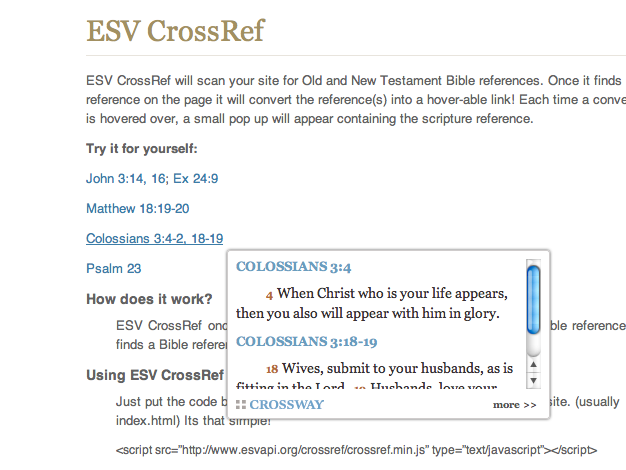 ESV CrossRef
ESV CrossRef will scan your site for Old and New Testament Bible references. Once it finds
reference on the page it will convert the reference(s) into a hover-able link! Each time a conve
is hovered over, a small pop up will appear containing the scripture reference.
Try it for yourself:
John 3:14, 16; Ex 24:9
Matthew 18:19-20
Colossians 3:4-2, 18-19
Psalm 23
COLOSSIANS 3:4
4 When Christ who is your life appears,
then you also will appear with him in glory.
COLOSSIANS 3:18-19
18 Wives, submit to your husbands, as is
fitting in the Lord. 19 Husbands, love your
CROSSWAY more >>
How does it work?
ESV CrossRef onc ble reference
finds a Bible refere
Using ESV CrossRef
Just put the code b site. (usually
index.html) Its that simple!
<script src="http://www.esvapi.org/crossref/crossref.min.js" type="text/javascript"></script>